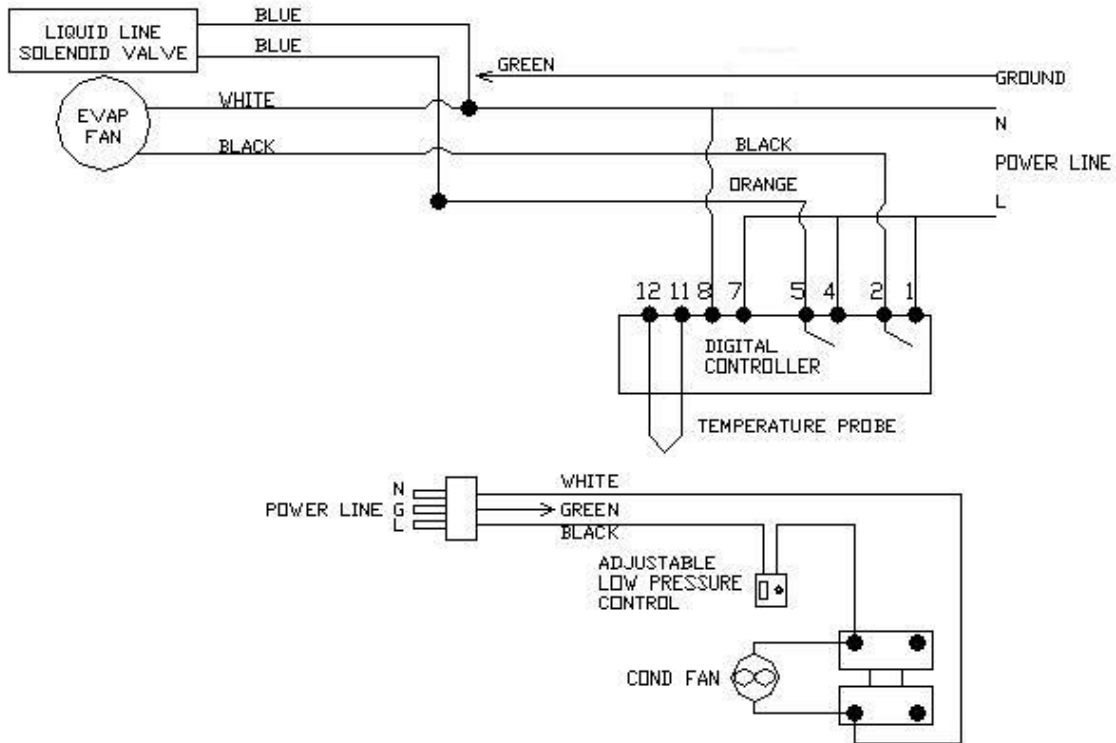 LIQUID LINE
SOLENOID VALVE
BLUE
BLUE
GREEN
GROUND
EVAP
FAN
WHITE
N
BLACK
BLACK
POWER LINE
ORANGE
L
12 11 8 7 5 4 2 1
DIGITAL
CONTROLLER
TEMPERATURE PROBE
POWER LINE
N
G
L
WHITE
GREEN
BLACK
ADJUSTABLE
LOW PRESSURE
CONTROL
COND FAN